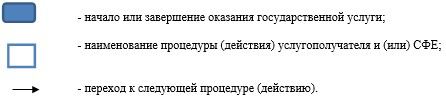 - начало или завершение оказания государственной услуги;
- наименование процедуры (действия) услугополучателя и (или) СФЕ;
- переход к следующей процедуре (действию).